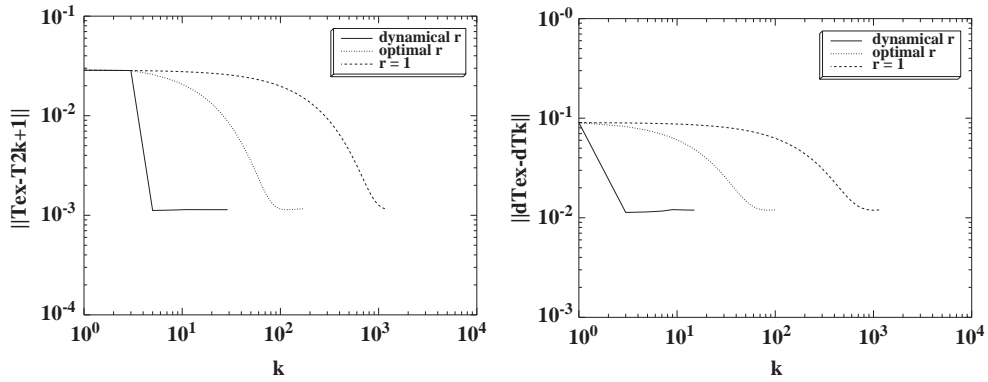 10^-1
10^-2
10^-3
10^-4
10^0
10^1
10^2
10^3
10^4
k
||Tex-T2k+1||
dynamical r
optimal r
r = 1
10^-0
10^-1
10^-2
10^-3
10^0
10^1
10^2
10^3
10^4
k
||dTex-dTk||
dynamical r
optimal r
r = 1